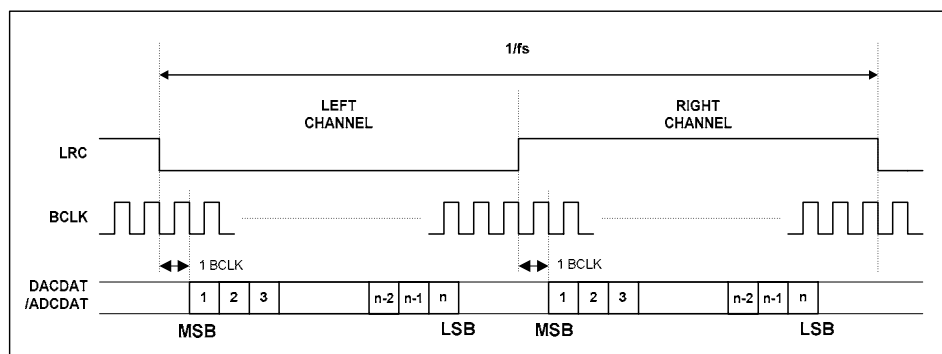 1/fs
LEFT
CHANNEL
RIGHT
CHANNEL
LRC
BCLK
1 BCLK
1 BCLK
DACDAT
/ADCDAT
1 2 3 n-2 n-1 n 1 2 3 n-2 n-1 n
MSB LSB MSB LSB